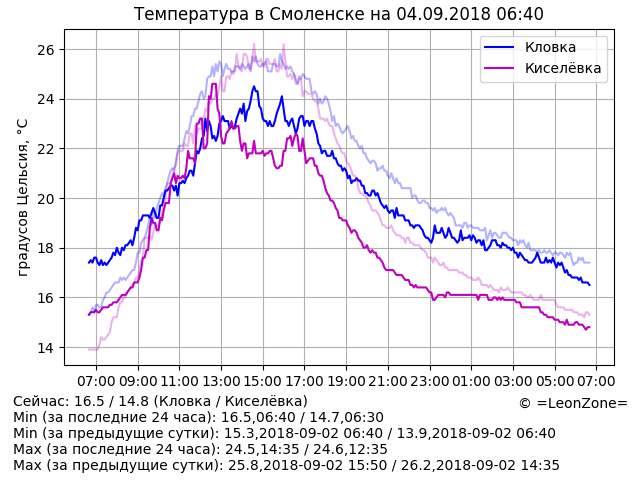 Температура в Смоленске на 04.09.2018 06:40
26
24
22
20
18
16
14
градусов Цельсия, °C
Кловка
Киселёвка
07:00 09:00 11:00 13:00 15:00 17:00 19:00 21:00 23:00 01:00 03:00 05:00 07:00
Сейчас: 16.5 / 14.8 (Кловка / Киселёвка)
© =LeonZone=
Min (за последние 24 часа): 16.5,06:40 / 14.7,06:30
Min (за предыдущие сутки): 15.3,2018-09-02 06:40 / 13.9,2018-09-02 06:40
Max (за последние 24 часа): 24.5,14:35 / 24.6,12:35
Max (за предыдущие сутки): 25.8,2018-09-02 15:50 / 26.2,2018-09-02 14:35